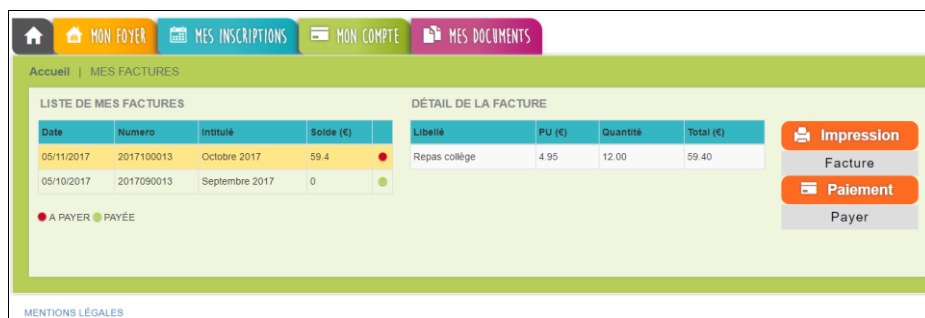 MON FOYER MES INSCRIPTIONS MON COMPTE MES DOCUMENTS
Accueil | MES FACTURES
LISTE DE MES FACTURES
Date Numero Intitulé Solde (€)
05/11/2017 2017100013 Octobre 2017 59.4
05/10/2017 2017090013 Septembre 2017 0
A PAYER PAYÉE
DÉTAIL DE LA FACTURE
Libellé PU (€) Quantité Total (€)
Repas collège 4.95 12.00 59.40
Impression
Facture
Paiement
Payer
MENTIONS LÉGALES